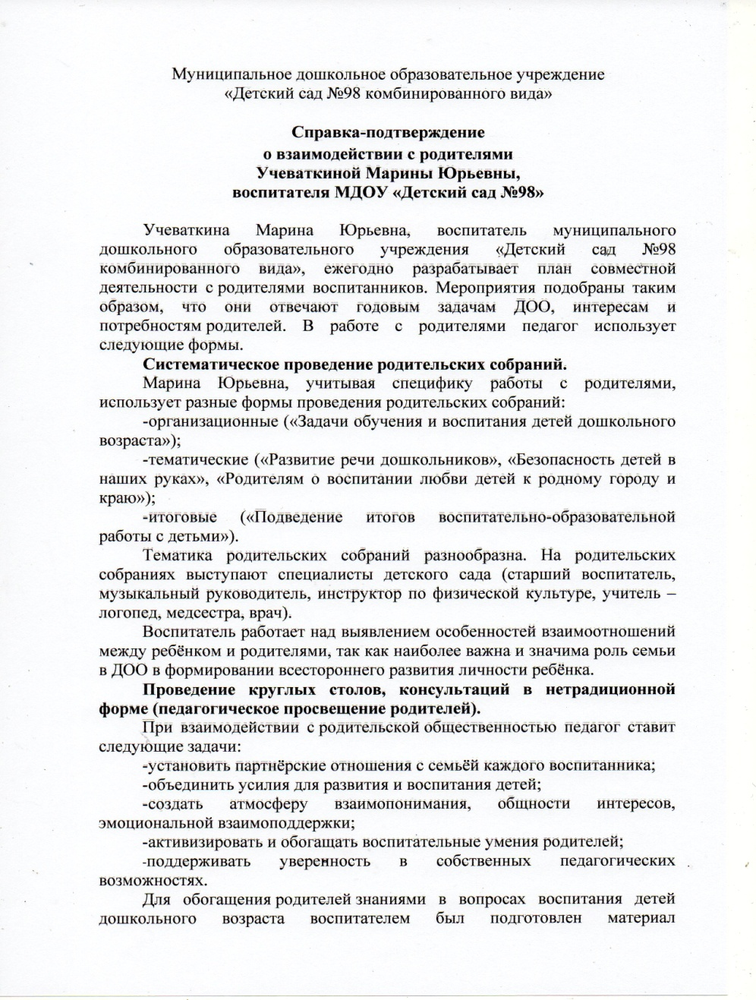 Муниципальное дошкольное образовательное учреждение
«Детский сад №98 комбинированного вида»
Справка-подтверждение
о взаимодействии с родителями
Учеваткиной Марины Юрьевны,
воспитателя МДОУ «Детский сад №98»
Учеваткина Марина Юрьевна, воспитатель муниципального
дошкольного образовательного учреждения «Детский сад №98
комбинированного вида», ежегодно разрабатывает план совместной
деятельности с родителями воспитанников. Мероприятия подобраны таким
образом, что они отвечают годовым задачам ДОО, интересам и
потребностям родителей. В работе с родителями педагог использует
следующие формы.
Систематическое проведение родительских собраний.
Марина Юрьевна, учитывая специфику работы с родителями,
использует разные формы проведения родительских собраний:
-организационные («Задачи обучения и воспитания детей дошкольного
возраста»);
-тематические («Развитие речи дошкольников», «Безопасность детей в
наших руках», «Родителям о воспитании любви детей к родному городу и
краю»);
-итоговые («Подведение итогов воспитательно-образовательной
работы с детьми»).
Тематика родительских собраний разнообразна. На родительских
собраниях выступают специалисты детского сада (старший воспитатель,
музыкальный руководитель, инструктор по физической культуре, учитель –
логопед, медсестра, врач).
Воспитатель работает над выявлением особенностей взаимоотношений
между ребёнком и родителями, так как наиболее важна и значима роль семьи
в ДОО в формировании всестороннего развития личности ребёнка.
Проведение круглых столов, консультаций в нетрадиционной
форме (педагогическое просвещение родителей).
При взаимодействии с родительской общественностью педагог ставит
следующие задачи:
-установить партнёрские отношения с семьёй каждого воспитанника;
-объединить усилия для развития и воспитания детей;
-создать атмосферу взаимопонимания, общности интересов,
эмоциональной взаимоподдержки;
-активизировать и обогащать воспитательные умения родителей;
-поддерживать уверенность в собственных педагогических
возможностях.
Для обогащения родителей знаниями в вопросах воспитания детей
дошкольного возраста воспитателем был подготовлен материал